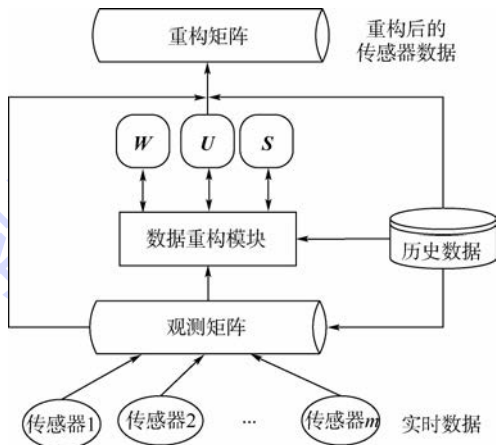 重构矩阵
重构后的
传感器数据
W
U
S
数据重构模块
历史数据
观测矩阵
传感器1
传感器2
...
传感器m
实时数据